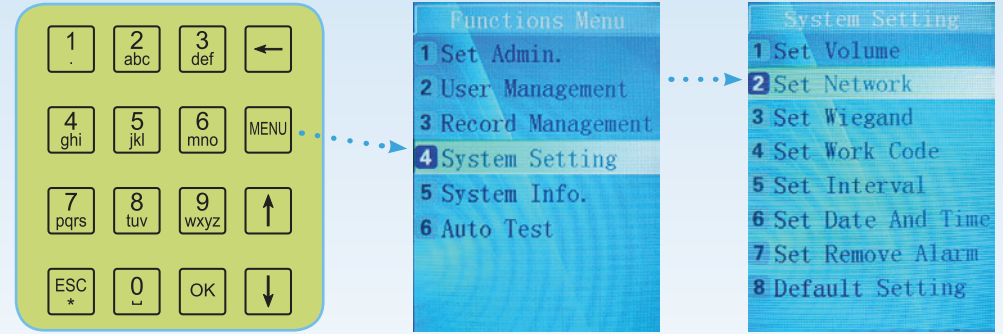 1
.
2
abc
3
def
←
4
ghi
5
jkl
6
mno
MENU
7
pqrs
8
tuv
9
wxyz
↑
ESC
*
0
␣
OK
↓
Functions Menu
1 Set Admin.
2 User Management
3 Record Management
4 System Setting
5 System Info.
6 Auto Test
System Setting
1 Set Volume
2 Set Network
3 Set Wiegand
4 Set Work Code
5 Set Interval
6 Set Date And Time
7 Set Remove Alarm
8 Default Setting